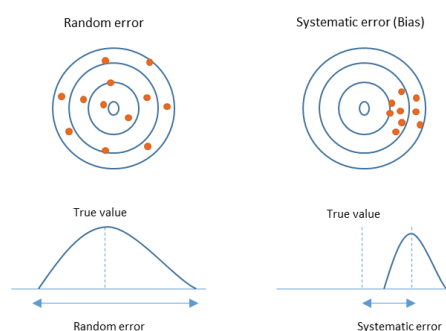 Random error
Systematic error (Bias)
True value
True value
Random error
Systematic error